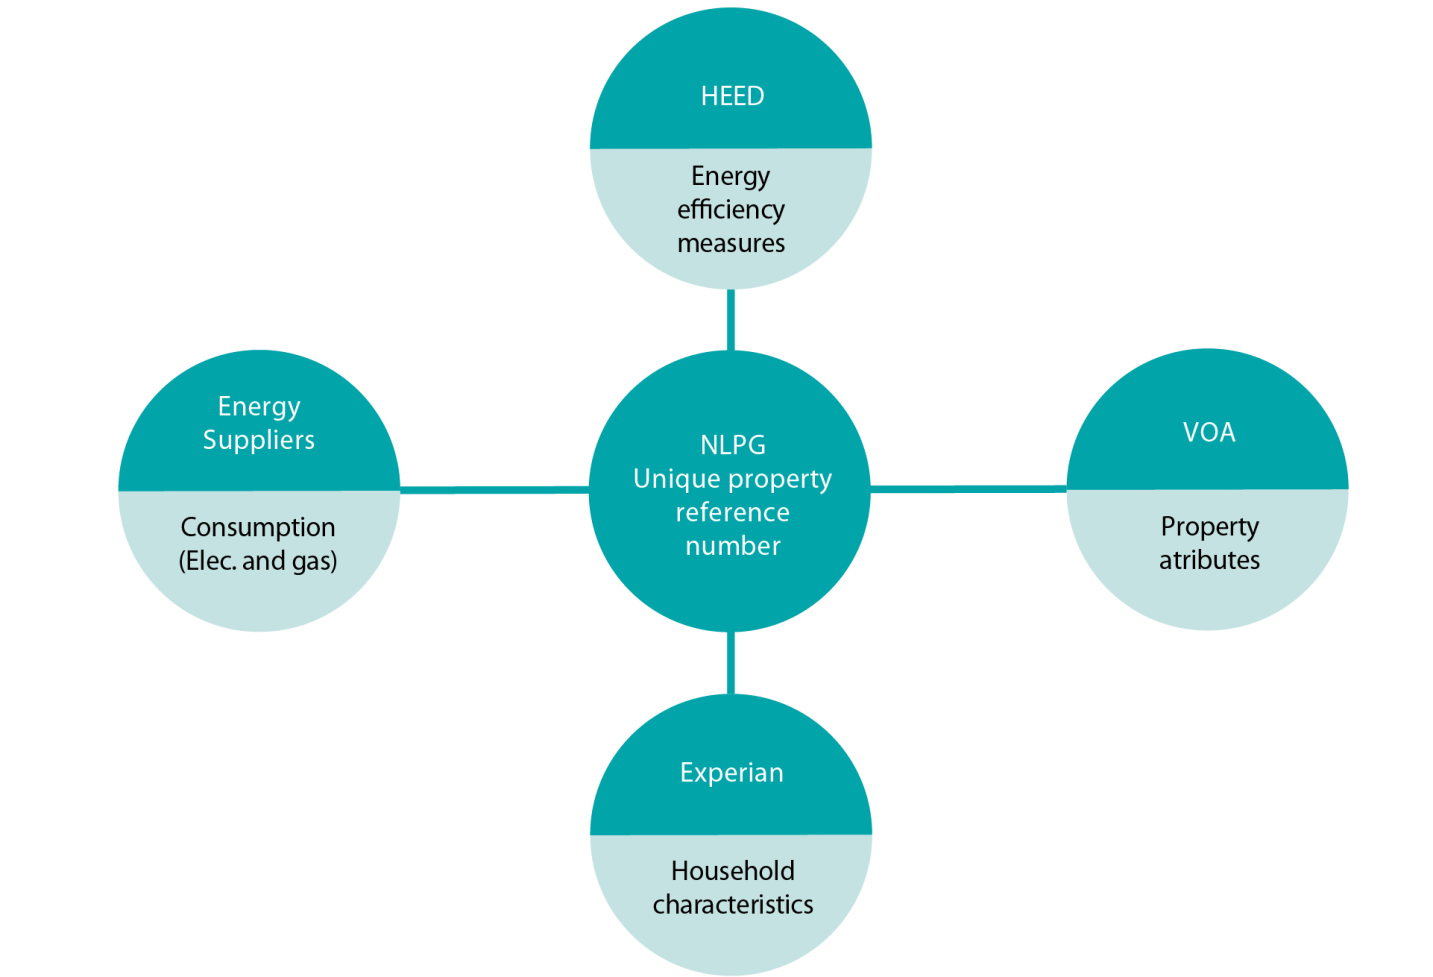 HEED
Energy
efficiency
measures
Energy
Suppliers
Consumption
(Elec. and gas)
NLPG
Unique property
reference
number
VOA
Property
atributes
Experian
Household
characteristics